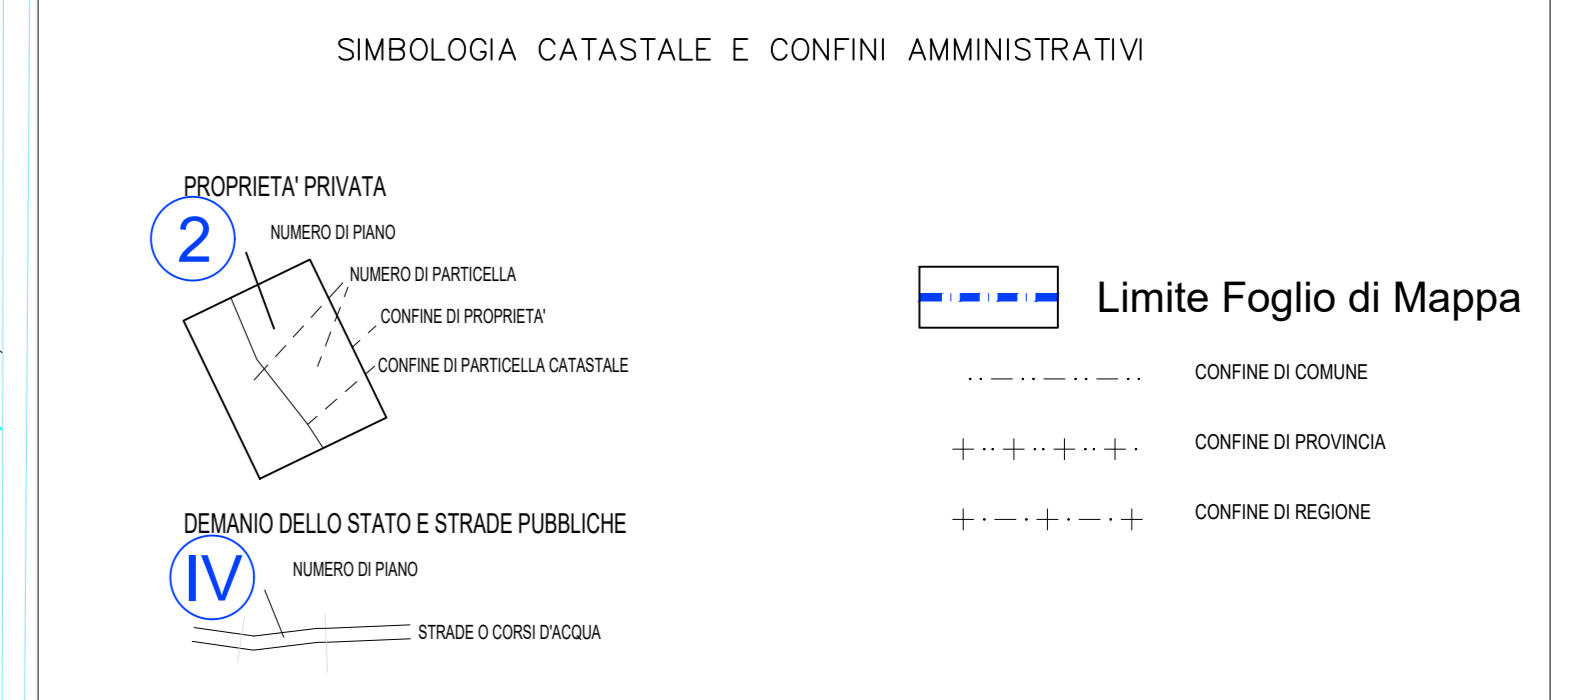 SIMBOLOGIA CATASTALE E CONFINI AMMINISTRATIVI
PROPRIETA' PRIVATA
2
NUMERO DI PIANO
NUMERO DI PARTICELLA
CONFINE DI PROPRIETA'
CONFINE DI PARTICELLA CATASTALE
DEMANIO DELLO STATO E STRADE PUBBLICHE
IV
NUMERO DI PIANO
STRADE O CORSI D'ACQUA
Limite Foglio di Mappa
CONFINE DI COMUNE
CONFINE DI PROVINCIA
CONFINE DI REGIONE